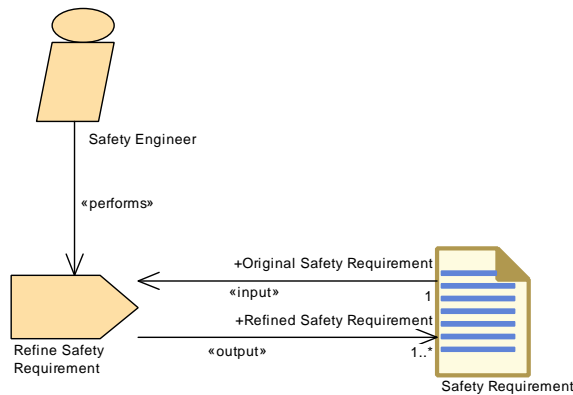 Safety Engineer
«performs»
+Original Safety Requirement
«input»
1
+Refined Safety Requirement
«output»
1..*
Refine Safety
Requirement
Safety Requirement